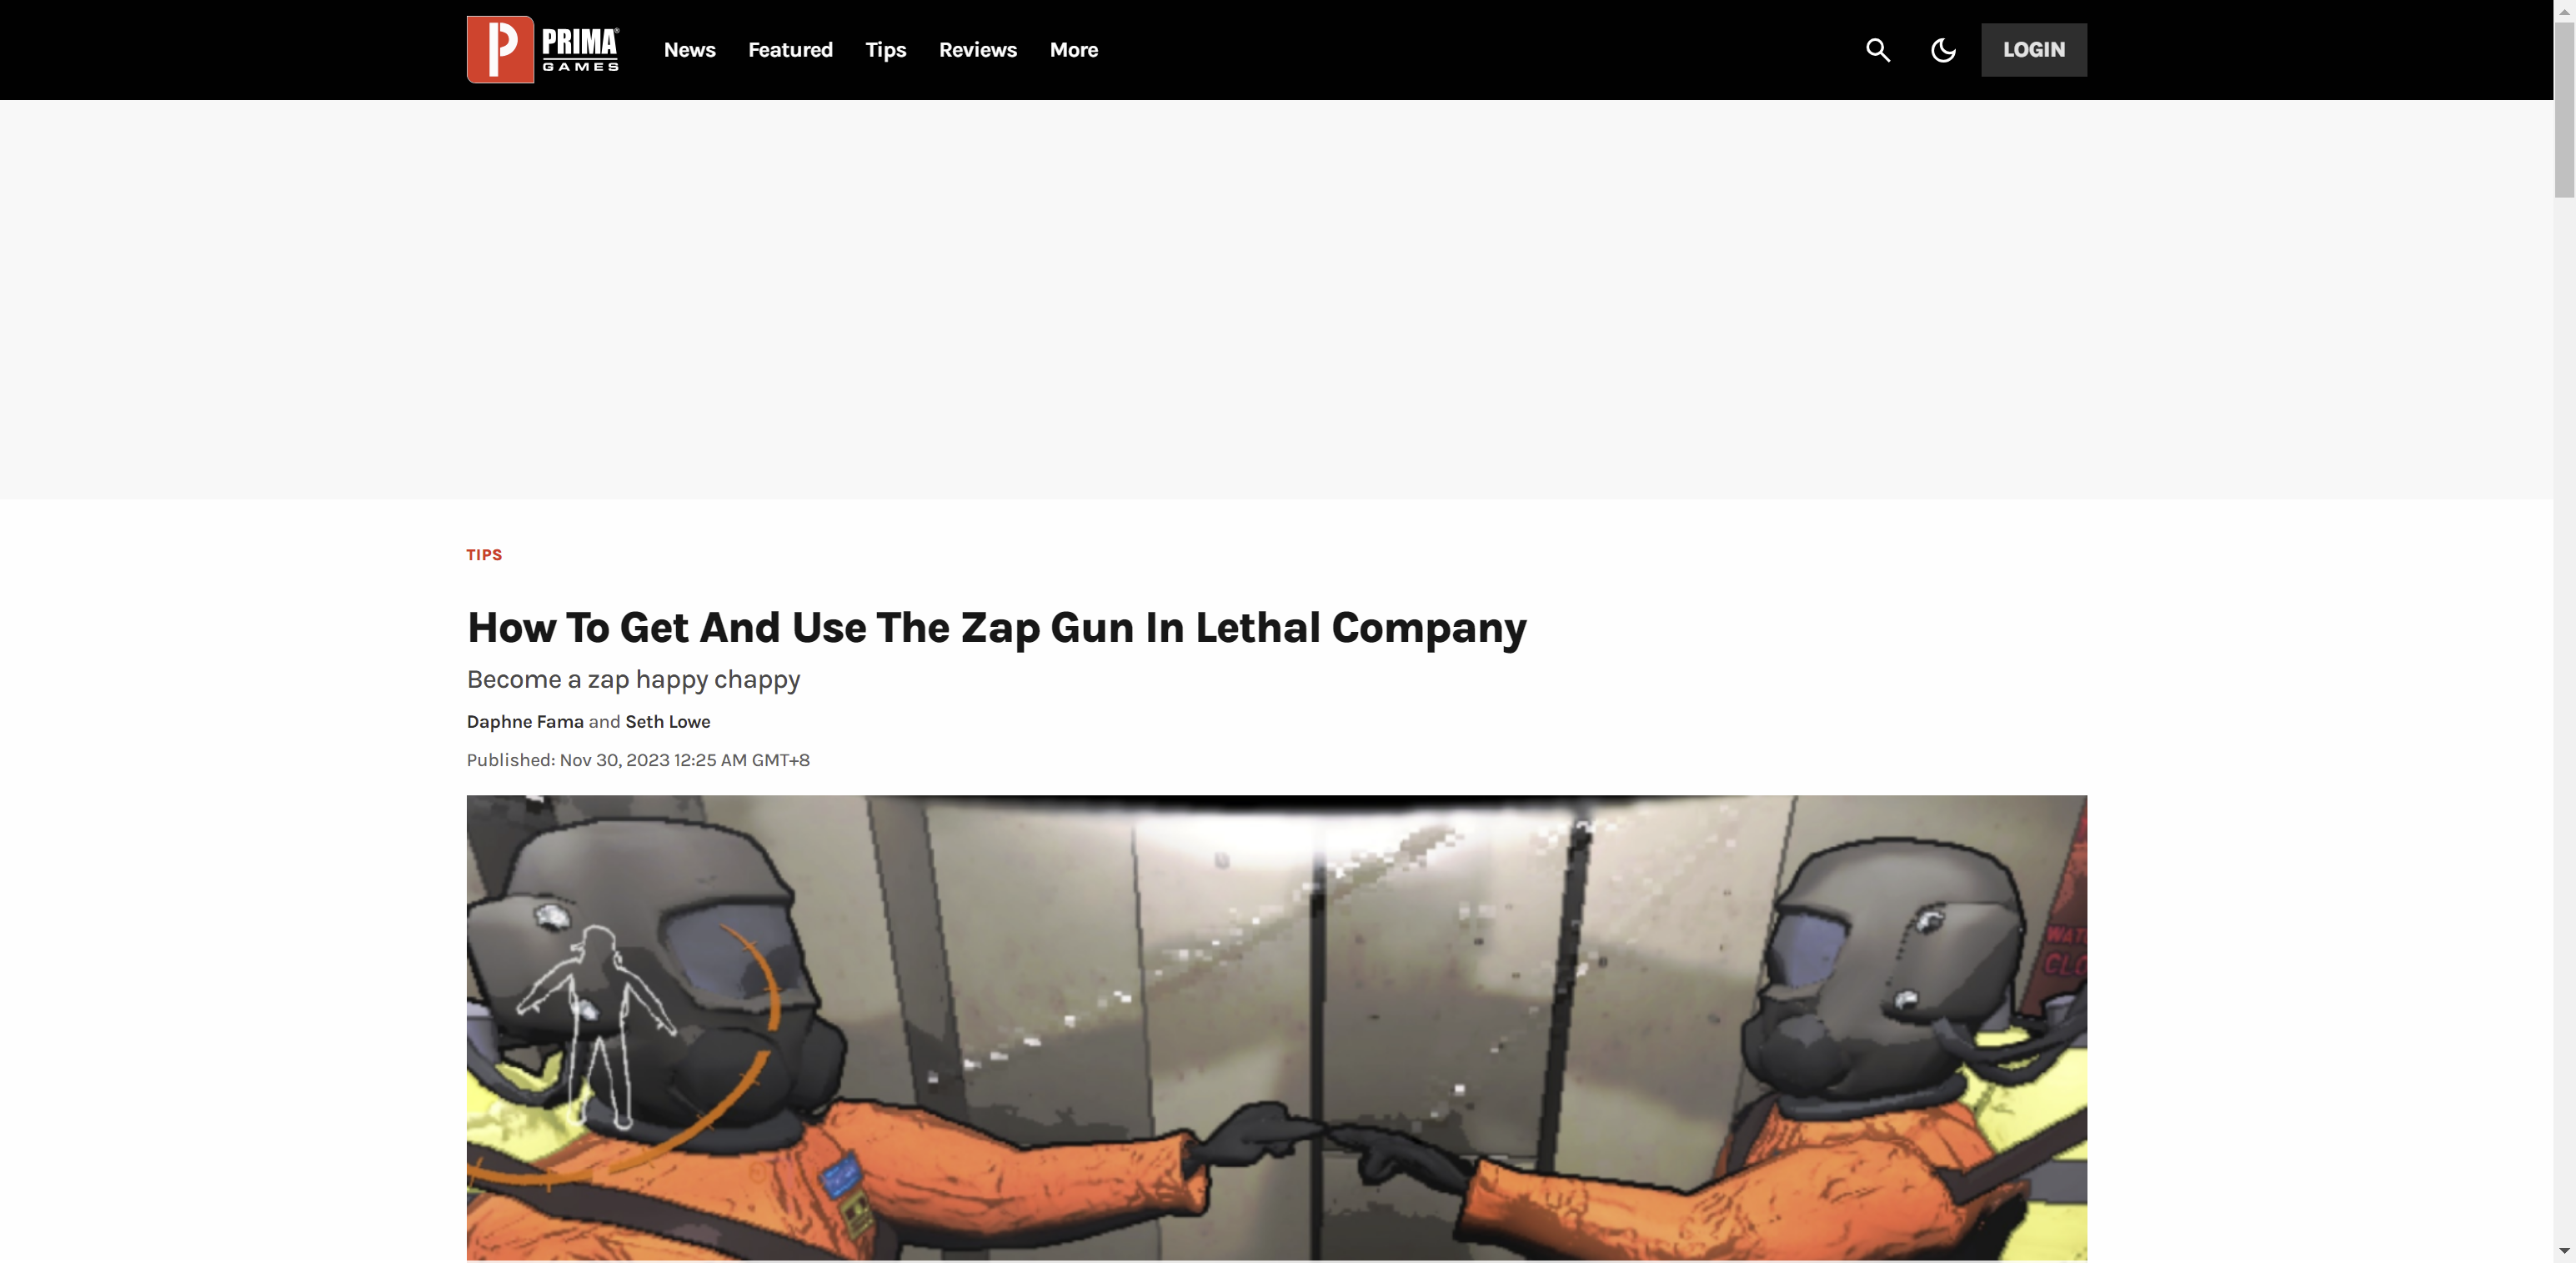 PRIMA
GAMES
News
Featured
Tips
Reviews
More
LOGIN
TIPS
How To Get And Use The Zap Gun In Lethal Company
Become a zap happy chappy
Daphne Fama and Seth Lowe
Published: Nov 30, 2023 12:25 AM GMT+8